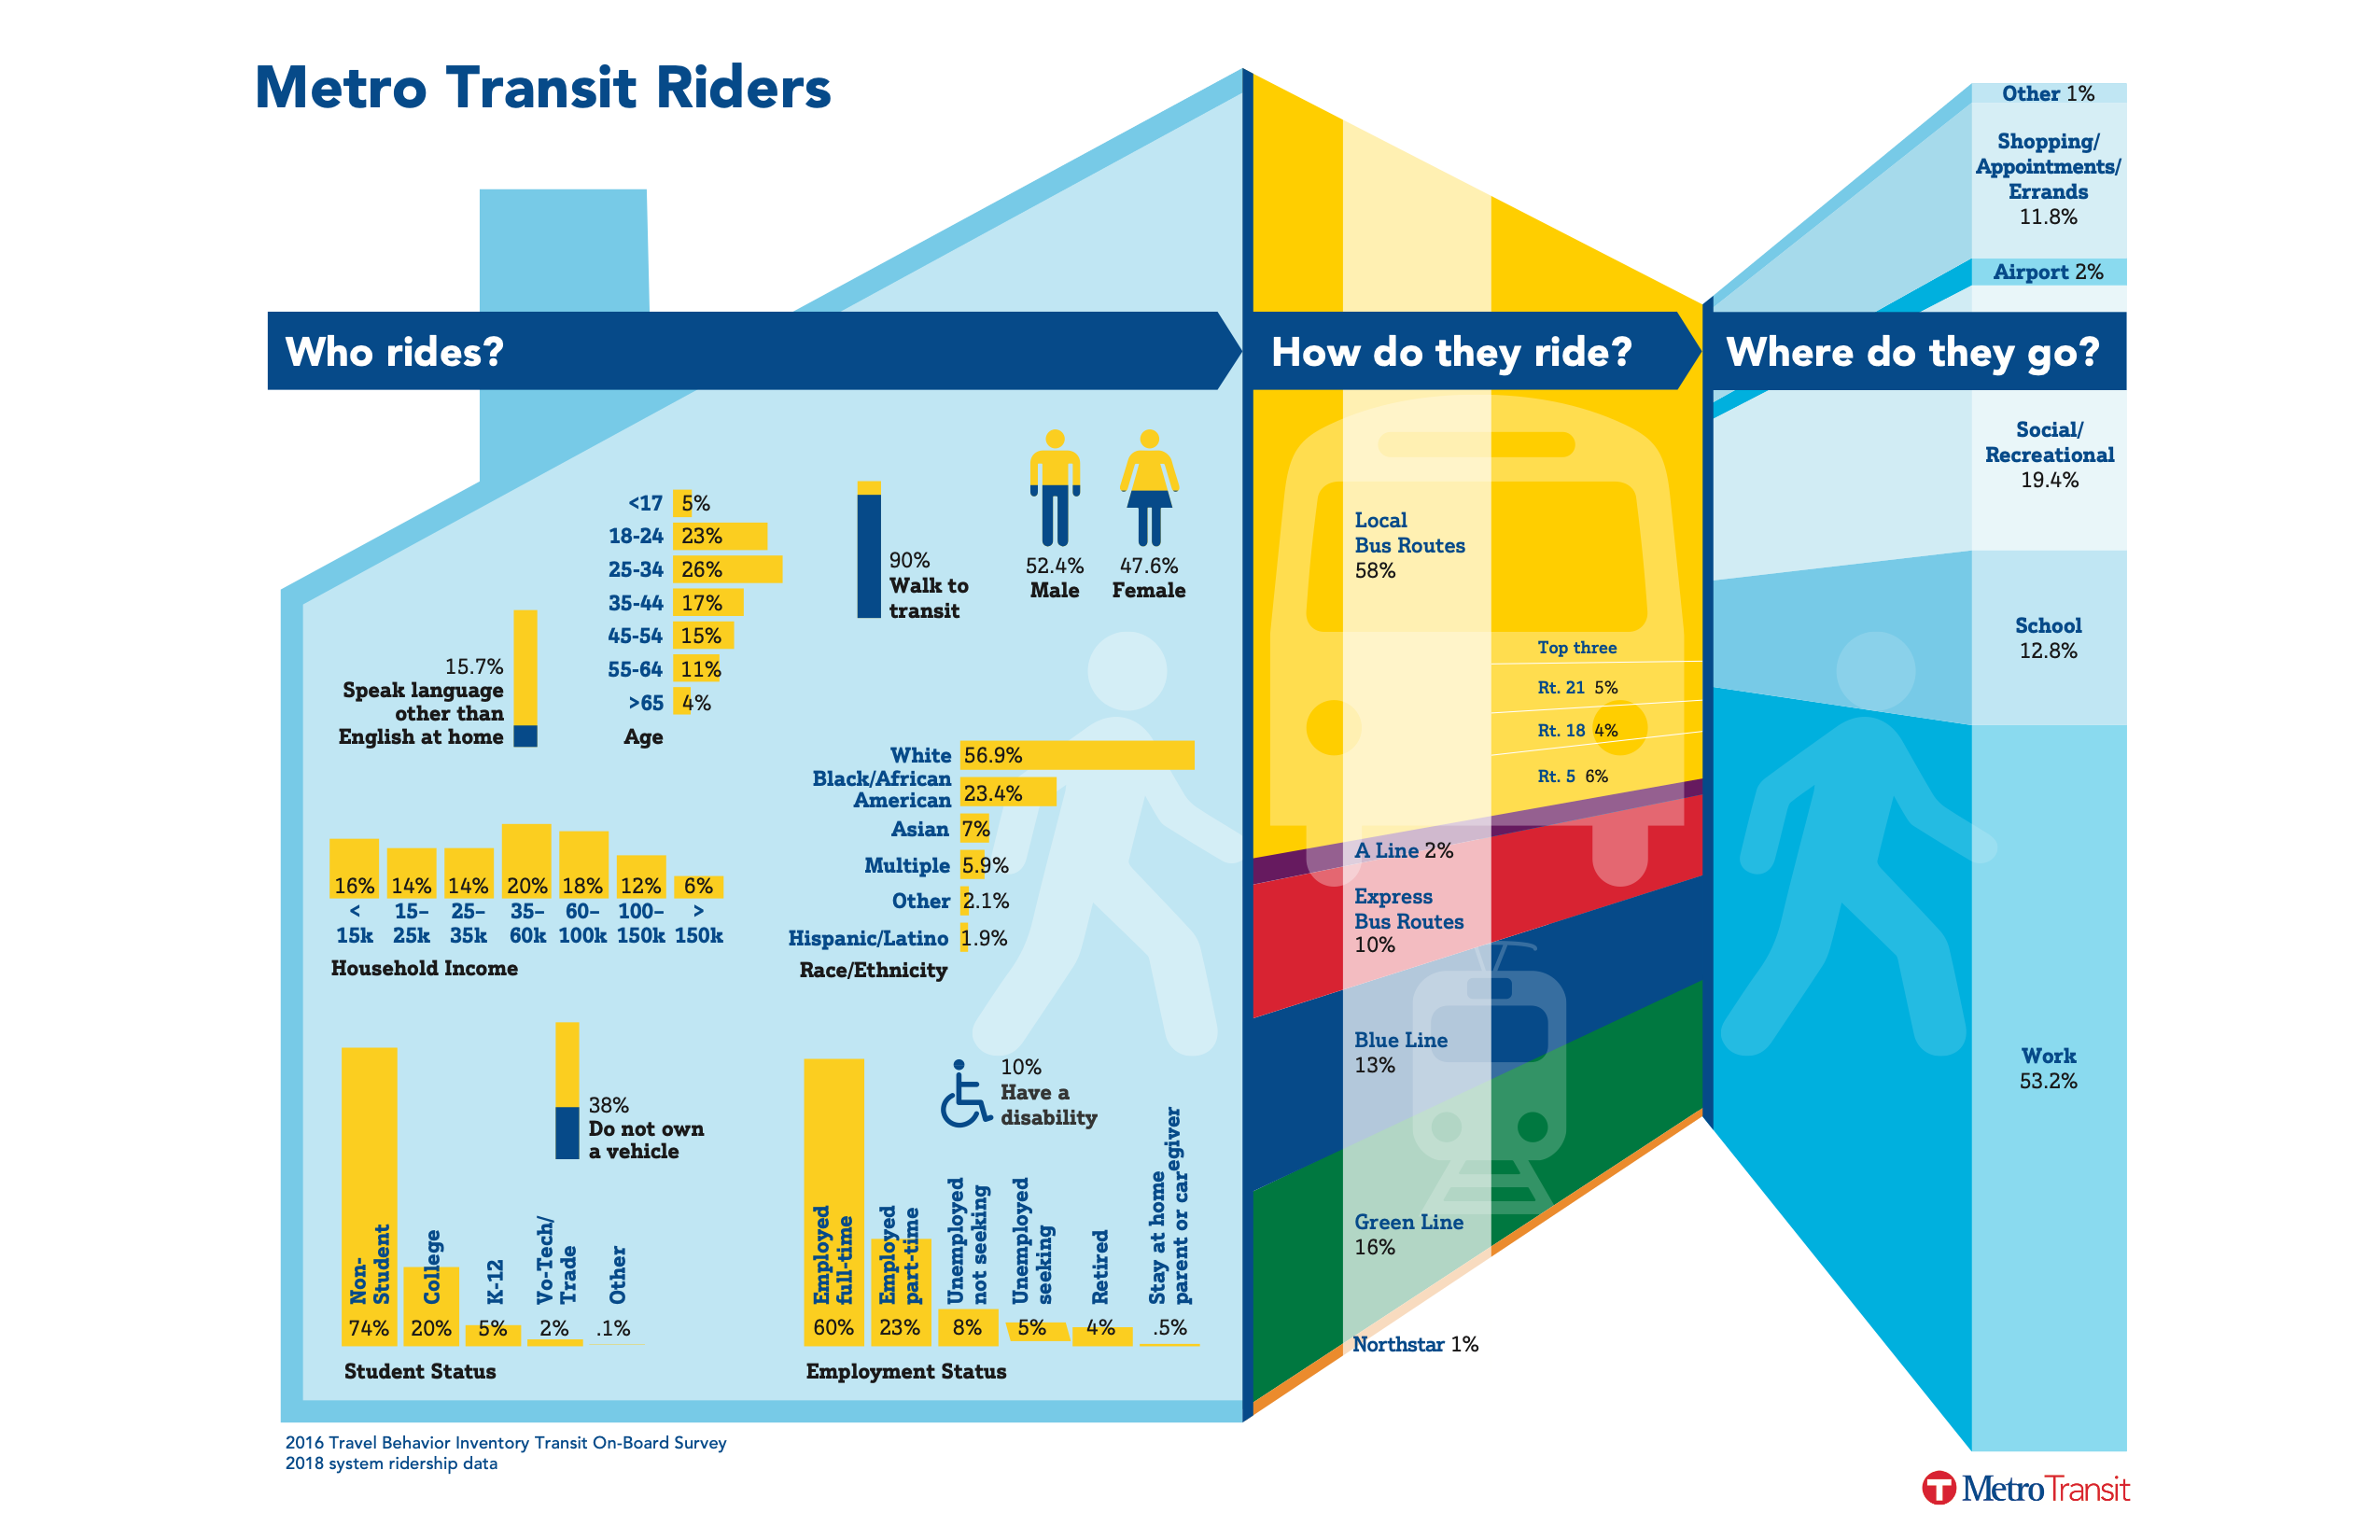 Metro Transit Riders
Who rides?
<17 5%
18-24 23%
25-34 26%
35-44 17%
45-54 15%
55-64 11%
>65 4%
Age
90%
Walk to
transit
52.4%
Male
47.6%
Female
15.7%
Speak language
other than
English at home
White 56.9%
Black/African
American 23.4%
Asian 7%
Multiple 5.9%
Other 2.1%
Hispanic/Latino 1.9%
Race/Ethnicity
16% 14% 14% 20% 18% 12% 6%
< 15– 25– 35– 60– 100– >
15k 25k 35k 60k 100k 150k 150k
Household Income
38%
Do not own
a vehicle
10%
Have a
disability
Non-
Student
74%
College
20%
K-12
5%
Vo-Tech/
Trade
2%
Other
.1%
Student Status
Employed
full-time
60%
Employed
part-time
23%
Unemployed
not seeking
8%
Unemployed
seeking
5%
Retired
4%
Stay at home
parent or caregiver
.5%
Employment Status
How do they ride?
Local
Bus Routes
58%
Top three
Rt. 21 5%
Rt. 18 4%
Rt. 5 6%
A Line 2%
Express
Bus Routes
10%
Blue Line
13%
Green Line
16%
Northstar 1%
Where do they go?
Other 1%
Shopping/
Appointments/
Errands
11.8%
Airport 2%
Social/
Recreational
19.4%
School
12.8%
Work
53.2%
2016 Travel Behavior Inventory Transit On-Board Survey
2018 system ridership data
T MetroTransit